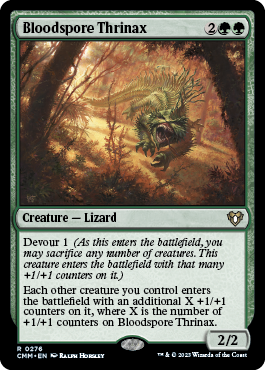 Bloodspore Thrinax 2
Creature — Lizard
Devour 1 (As this enters the battlefield, you
may sacrifice any number of creatures. This
creature enters the battlefield with that many
+1/+1 counters on it.)
Each other creature you control enters
the battlefield with an additional X +1/+1
counters on it, where X is the number of
+1/+1 counters on Bloodspore Thrinax.
2/2
R 0276
CMM • EN Ralph Horsley
™ & © 2023 Wizards of the Coast